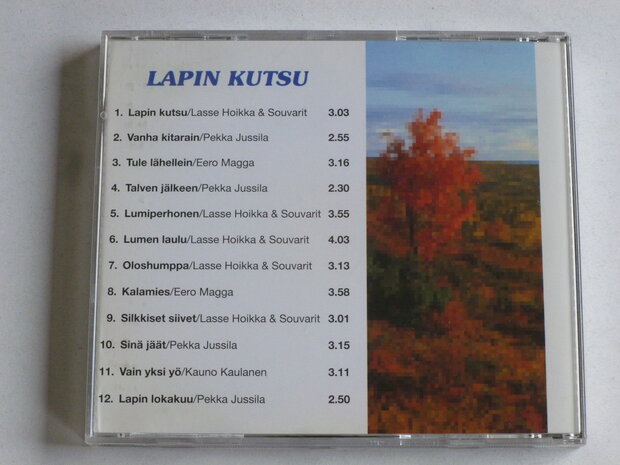 LAPIN KUTSU
1. Lapin kutsu/Lasse Hoikka & Souvarit 3.03
2. Vanha kitarain/Pekka Jussila 2.55
3. Tule lähellein/Eero Magga 3.16
4. Talven jälkeen/Pekka Jussila 2.30
5. Lumiperhonen/Lasse Hoikka & Souvarit 3.55
6. Lumen laulu/Lasse Hoikka & Souvarit 4.03
7. Oloshumppa/Lasse Hoikka & Souvarit 3.13
8. Kalamies/Eero Magga 3.58
9. Silkkiset siivet/Lasse Hoikka & Souvarit 3.01
10. Sinä jäät/Pekka Jussila 3.15
11. Vain yksi yö/Kauno Kaulanen 3.11
12. Lapin lokakuu/Pekka Jussila 2.50